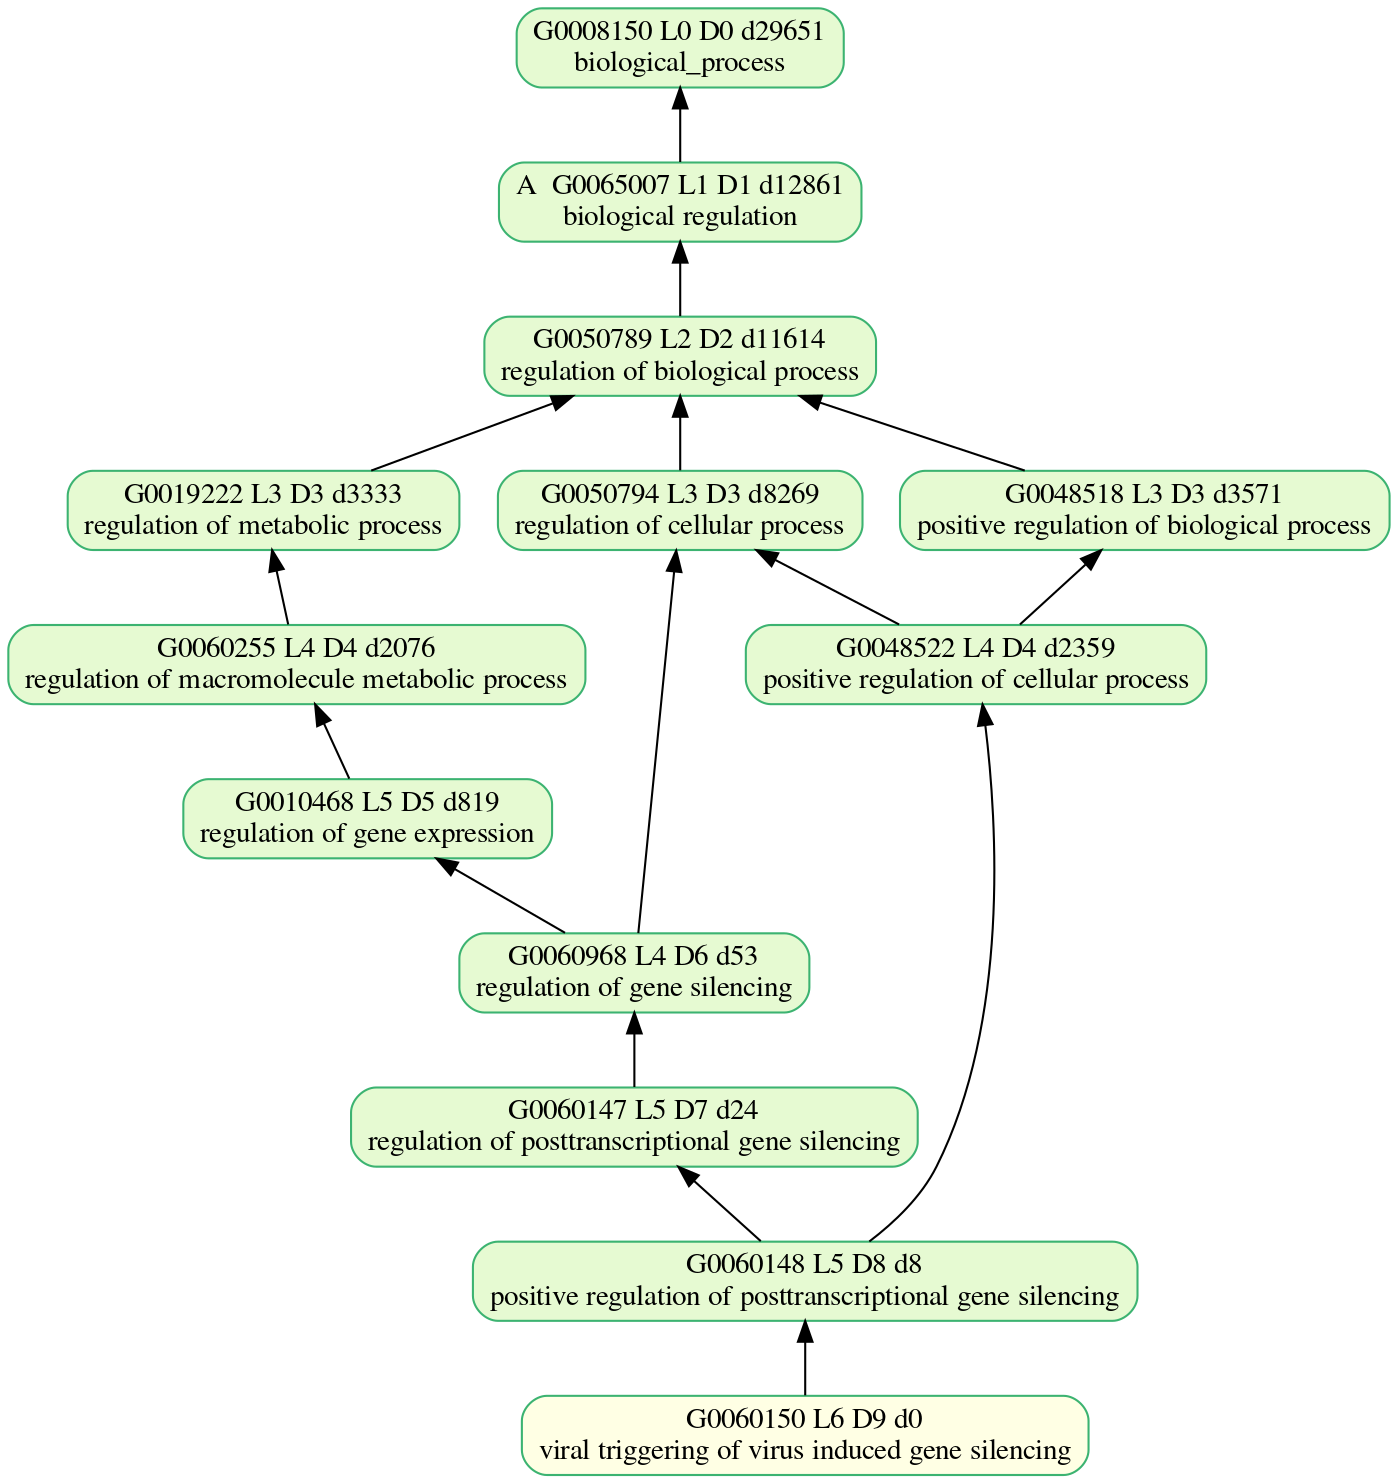 G0008150 L0 D0 d29651
biological_process
A  G0065007 L1 D1 d12861
biological regulation
G0050789 L2 D2 d11614
regulation of biological process
G0019222 L3 D3 d3333
regulation of metabolic process
G0050794 L3 D3 d8269
regulation of cellular process
G0048518 L3 D3 d3571
positive regulation of biological process
G0060255 L4 D4 d2076
regulation of macromolecule metabolic process
G0048522 L4 D4 d2359
positive regulation of cellular process
G0010468 L5 D5 d819
regulation of gene expression
G0060968 L4 D6 d53
regulation of gene silencing
G0060147 L5 D7 d24
regulation of posttranscriptional gene silencing
G0060148 L5 D8 d8
positive regulation of posttranscriptional gene silencing
G0060150 L6 D9 d0
viral triggering of virus induced gene silencing